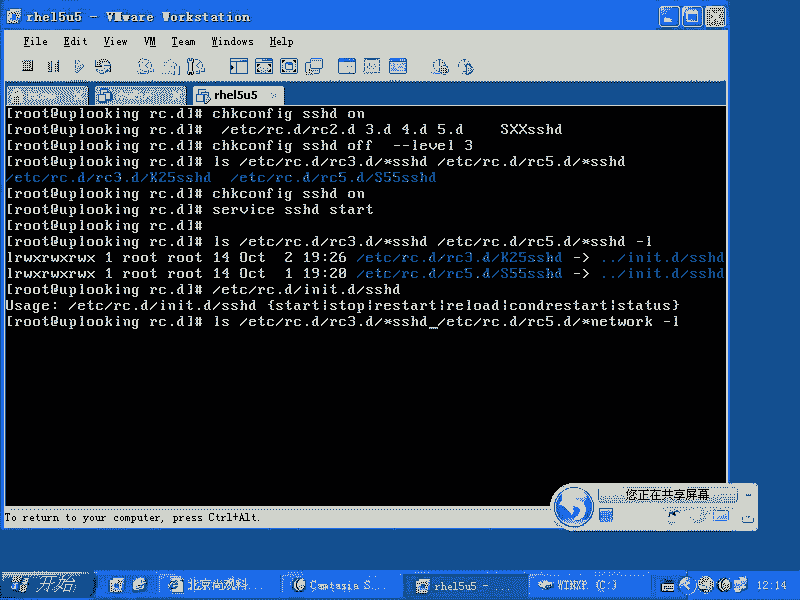 rhel5u5 - VMware Workstation
File Edit View VM Team Windows Help
rhel5u5
[root@uplooking rc.d]# chkconfig sshd on
[root@uplooking rc.d]#  /etc/rc.d/rc2.d 3.d 4.d 5.d    SXXsshd
[root@uplooking rc.d]# chkconfig sshd off  --level 3
[root@uplooking rc.d]# ls /etc/rc.d/rc3.d/*sshd /etc/rc.d/rc5.d/*sshd
/etc/rc.d/rc3.d/K25sshd  /etc/rc.d/rc5.d/S55sshd
[root@uplooking rc.d]# chkconfig sshd on
[root@uplooking rc.d]# service sshd start
[root@uplooking rc.d]#
[root@uplooking rc.d]# ls /etc/rc.d/rc3.d/*sshd /etc/rc.d/rc5.d/*sshd -l
lrwxrwxrwx 1 root root 14 Oct  2 19:26 /etc/rc.d/rc3.d/K25sshd -> ../init.d/sshd
lrwxrwxrwx 1 root root 14 Oct  1 19:20 /etc/rc.d/rc5.d/S55sshd -> ../init.d/sshd
[root@uplooking rc.d]# /etc/rc.d/init.d/sshd
Usage: /etc/rc.d/init.d/sshd {start|stop|restart|reload|condrestart|status}
[root@uplooking rc.d]# ls /etc/rc.d/rc3.d/*sshd /etc/rc.d/rc5.d/*network -l
您正在共享屏幕
To return to your computer, press Ctrl+Alt.
开始 北京尚观科... Camtasia S... rhel5u5 - ... WINXP (C:) 12:14